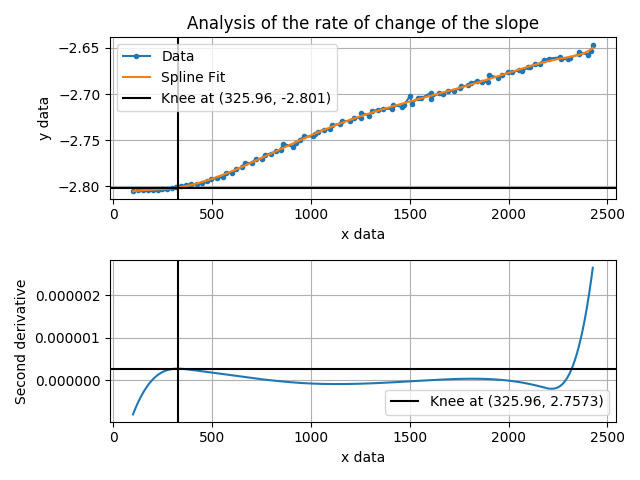 Analysis of the rate of change of the slope
−2.65
−2.70
−2.75
−2.80
y data
Data
Spline Fit
Knee at (325.96, -2.801)
0 500 1000 1500 2000 2500
x data
0.000002
0.000001
0.000000
Second derivative
Knee at (325.96, 2.7573)
0 500 1000 1500 2000 2500
x data